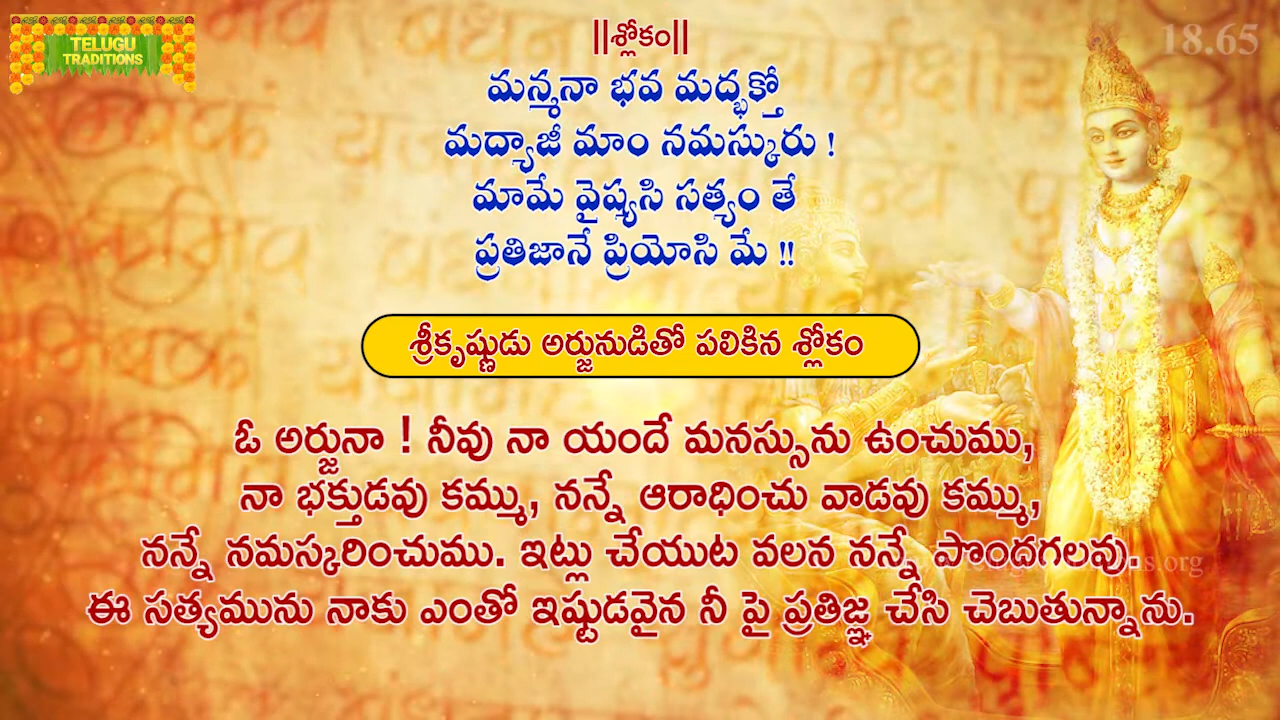 TELUGU
TRADITIONS
||శ్లోకం||
18.65
మన్మనా భవ మద్భక్తో
మద్యాజీ మాం నమస్కురు !
మామే వైష్యసి సత్యం తే
ప్రతిజానే ప్రియోసి మే !!
శ్రీకృష్ణుడు అర్జునుడితో పలికిన శ్లోకం
ఓ అర్జునా ! నీవు నా యందే మనస్సును ఉంచుము,
నా భక్తుడవు కమ్ము, నన్నే ఆరాధించు వాడవు కమ్ము,
నన్నే నమస్కరించుము. ఇట్లు చేయుట వలన నన్నే పొందగలవు.
ఈ సత్యమును నాకు ఎంతో ఇష్టుడవైన నీ పై ప్రతిజ్ఞ చేసి చెబుతున్నాను.